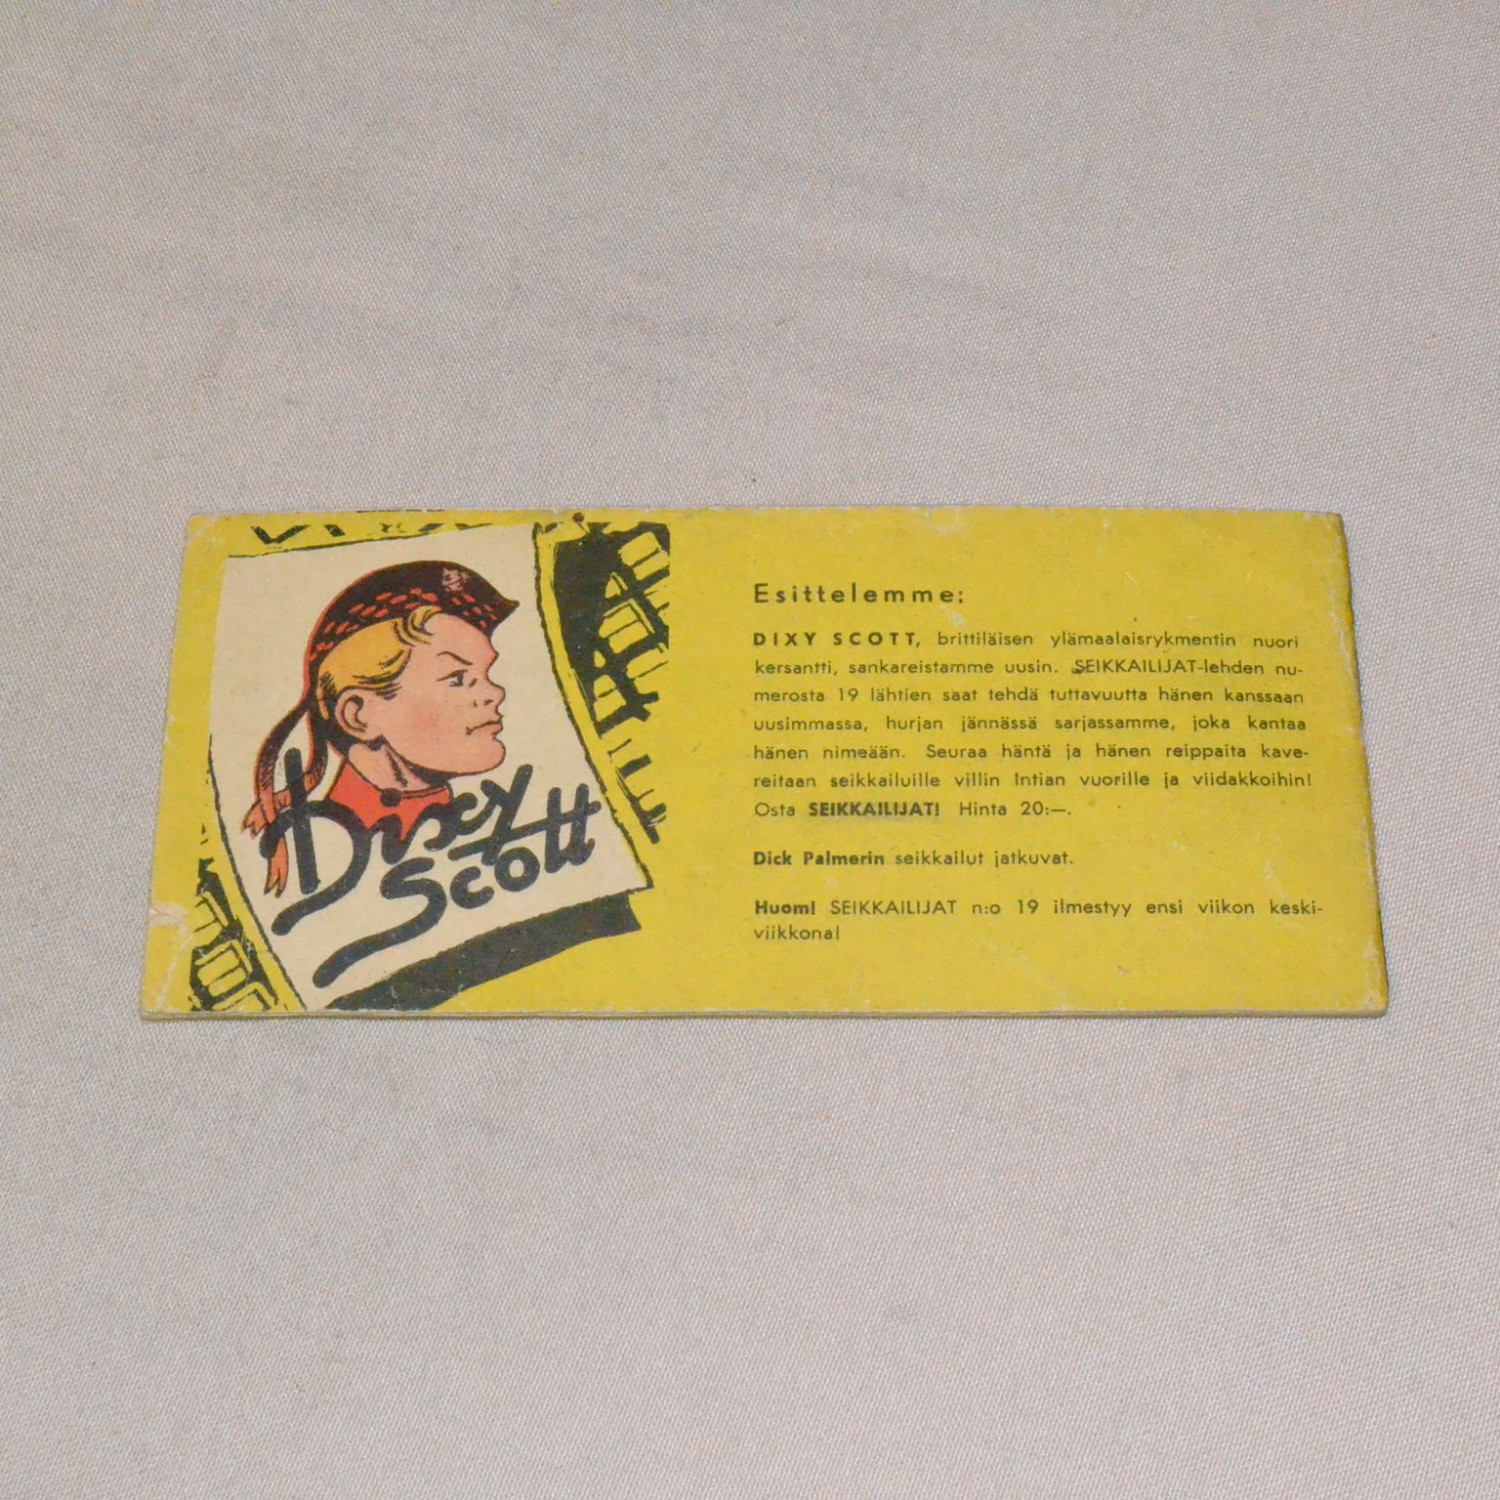 Dixy
Scott
Esittelemme:
DIXY SCOTT, brittiläisen ylämaalaisrykmentin nuori
kersantti, sankareistamme uusin. SEIKKAILIJAT-lehden nu-
merosta 19 lähtien saat tehdä tuttavuutta hänen kanssaan
uusimmassa, hurjan jännässä sarjassamme, joka kantaa
hänen nimeään. Seuraa häntä ja hänen reippaita kave-
reitaan seikkailuille villin Intian vuorille ja viidakkoihin!
Osta SEIKKAILIJAT! Hinta 20:—.
Dick Palmerin seikkailut jatkuvat.
Huom! SEIKKAILIJAT n:o 19 ilmestyy ensi viikon keski-
viikkona!